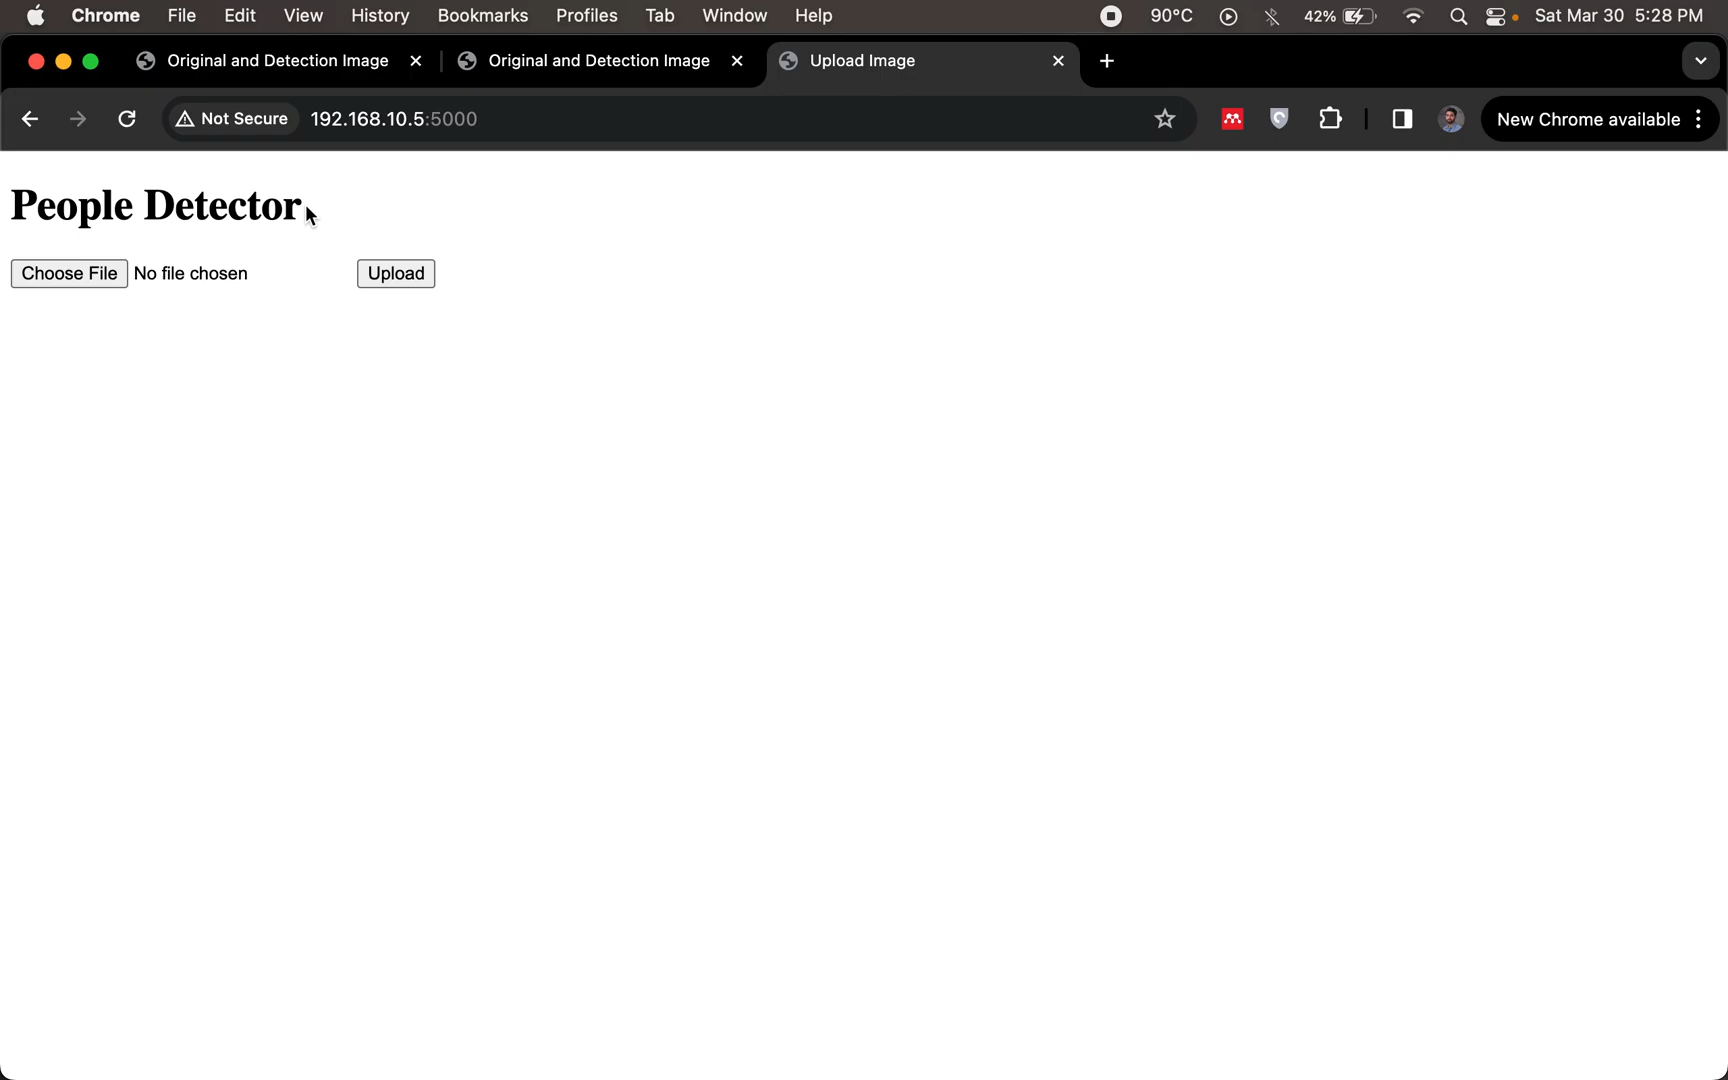 Chrome File Edit View History Bookmarks Profiles Tab Window Help 90°C 42% Sat Mar 30 5:28 PM
Original and Detection Image Original and Detection Image Upload Image
Not Secure 192.168.10.5:5000 New Chrome available
People Detector
Choose File No file chosen Upload